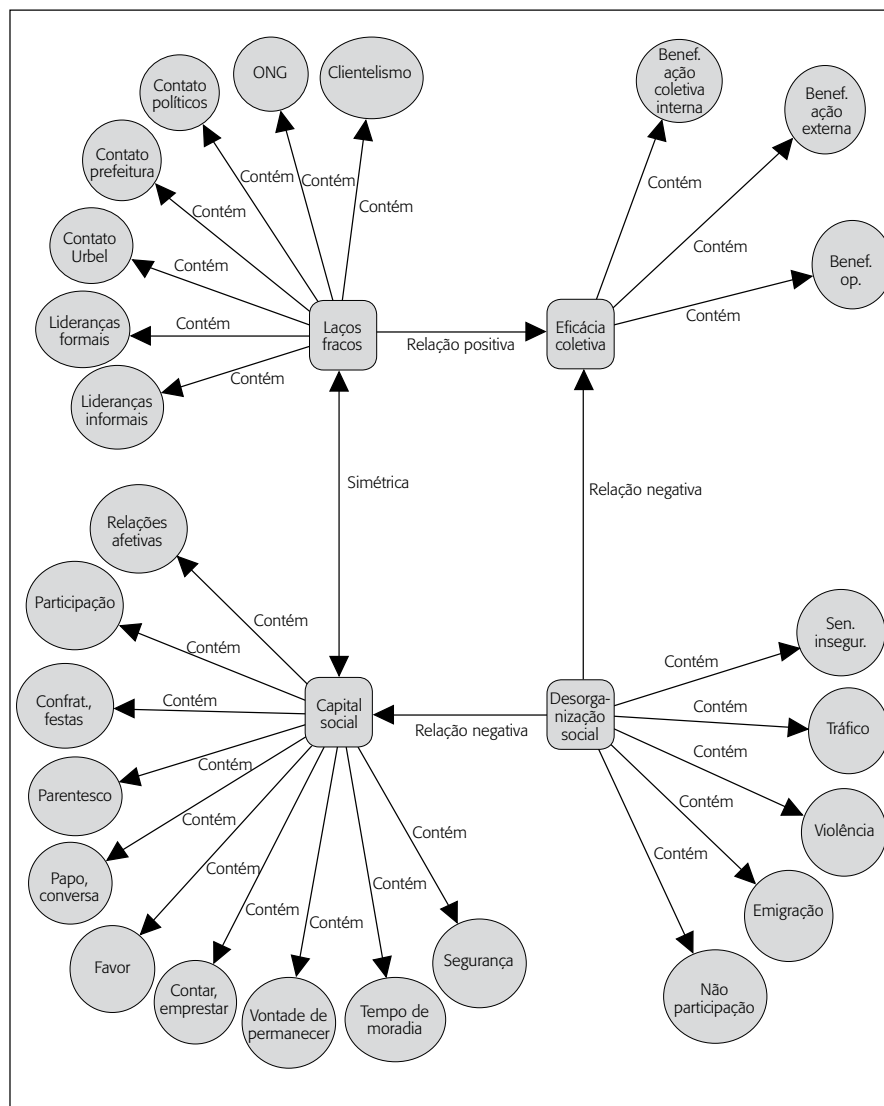 Contato
políticos
ONG
Clientelismo
Benef.
ação
coletiva
interna
Benef.
ação
externa
Contato
prefeitura
Contém
Contém
Contém
Contém
Contém
Contém
Contato
Urbel
Contém
Benef.
op.
Lideranças
formais
Contém
Laços
fracos
Relação positiva
Eficácia
coletiva
Contém
Lideranças
informais
Contém
Simétrica
Relação negativa
Relações
afetivas
Participação
Contém
Contém
Sen.
insegur.
Contém
Confrat.,
festas
Contém
Capital
social
Relação negativa
Desorga-
nização
social
Contém
Tráfico
Parentesco
Contém
Contém
Violência
Papo,
conversa
Contém
Contém
Contém
Contém
Emigração
Favor
Contém
Contém
Contém
Contém
Segurança
Contar,
emprestar
Vontade de
permanecer
Tempo de
moradia
Não
participação